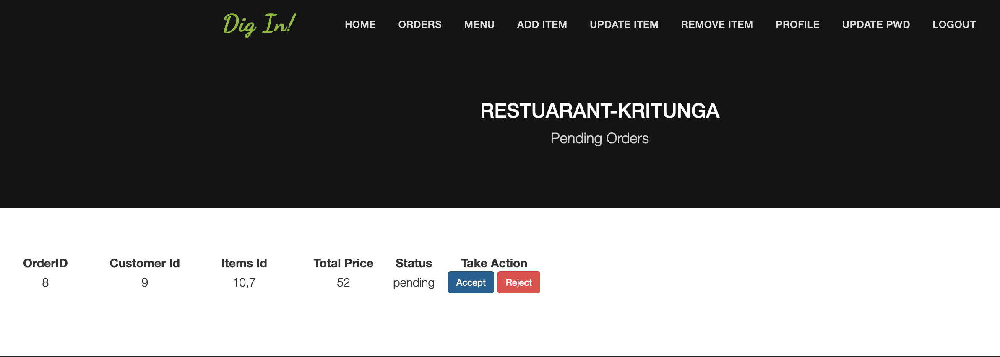 Dig In! HOME ORDERS MENU ADD ITEM UPDATE ITEM REMOVE ITEM PROFILE UPDATE PWD LOGOUT
RESTUARANT-KRITUNGA
Pending Orders
OrderID Customer Id Items Id Total Price Status Take Action
8 9 10,7 52 pending Accept Reject